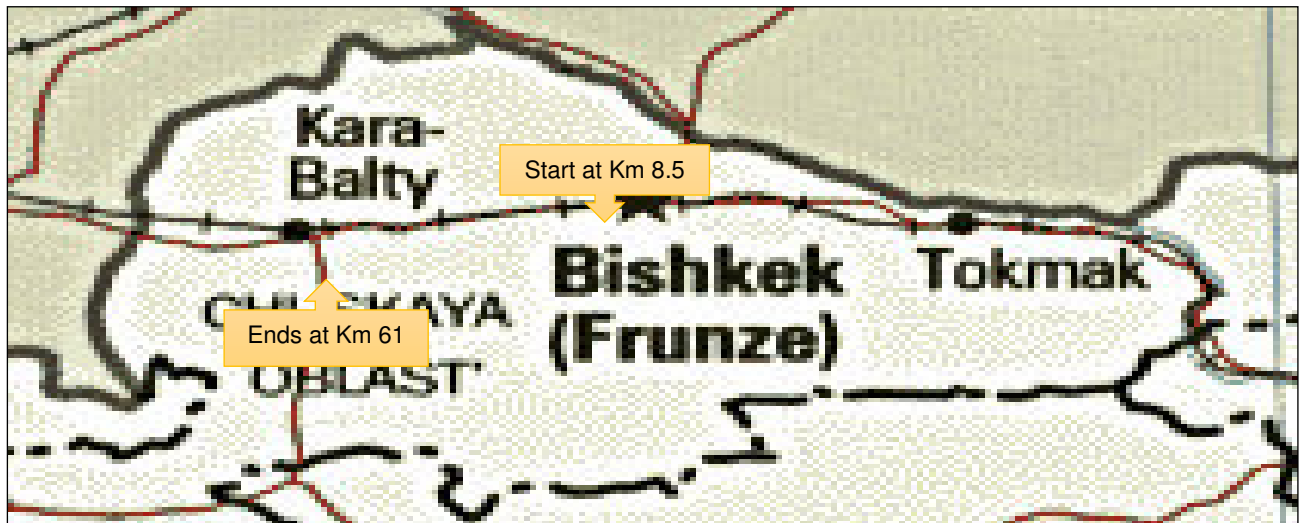 Kara-
Balty
Start at Km 8.5
Bishkek
(Frunze)
Tokmak
Ends at Km 61
OBLAST'